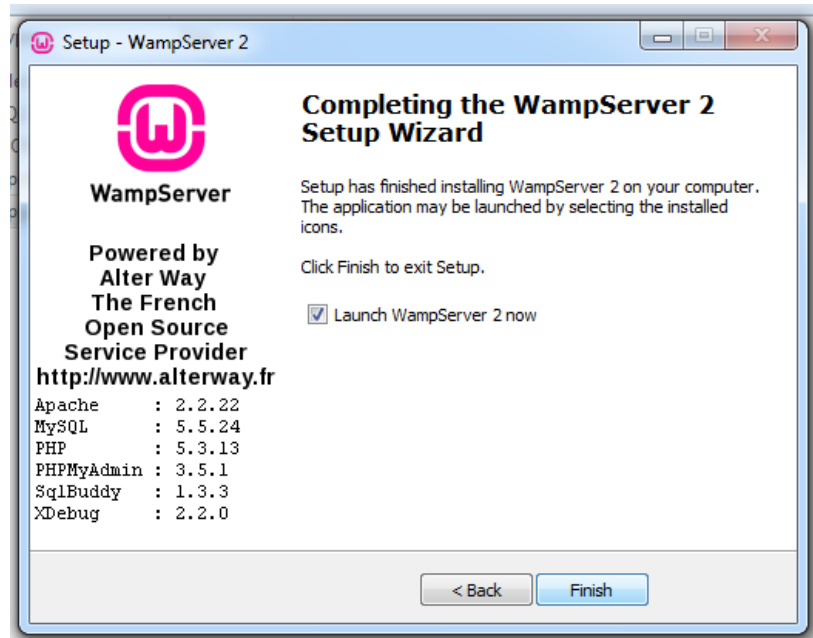 Setup - WampServer 2
WampServer
Powered by
Alter Way
The French
Open Source
Service Provider
http://www.alterway.fr
Apache : 2.2.22
MySQL : 5.5.24
PHP : 5.3.13
PHPMyAdmin : 3.5.1
SqlBuddy : 1.3.3
XDebug : 2.2.0
Completing the WampServer 2
Setup Wizard
Setup has finished installing WampServer 2 on your computer.
The application may be launched by selecting the installed
icons.
Click Finish to exit Setup.
Launch WampServer 2 now
< Back
Finish